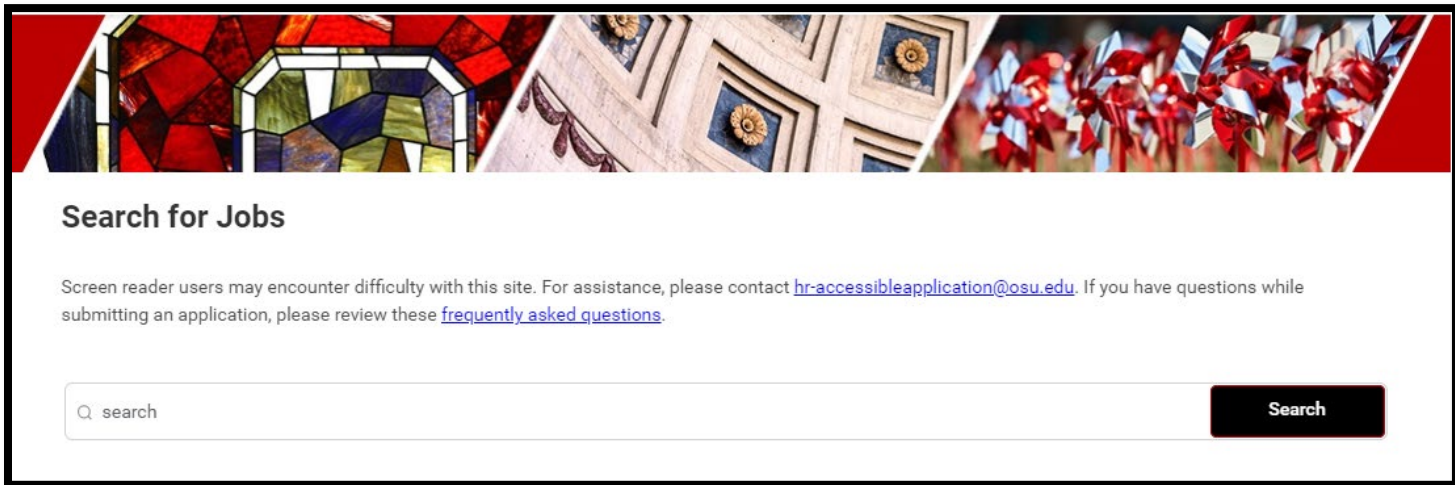 Search for Jobs
Screen reader users may encounter difficulty with this site. For assistance, please contact hr-accessibleapplication@osu.edu. If you have questions while
submitting an application, please review these frequently asked questions.
search
Search